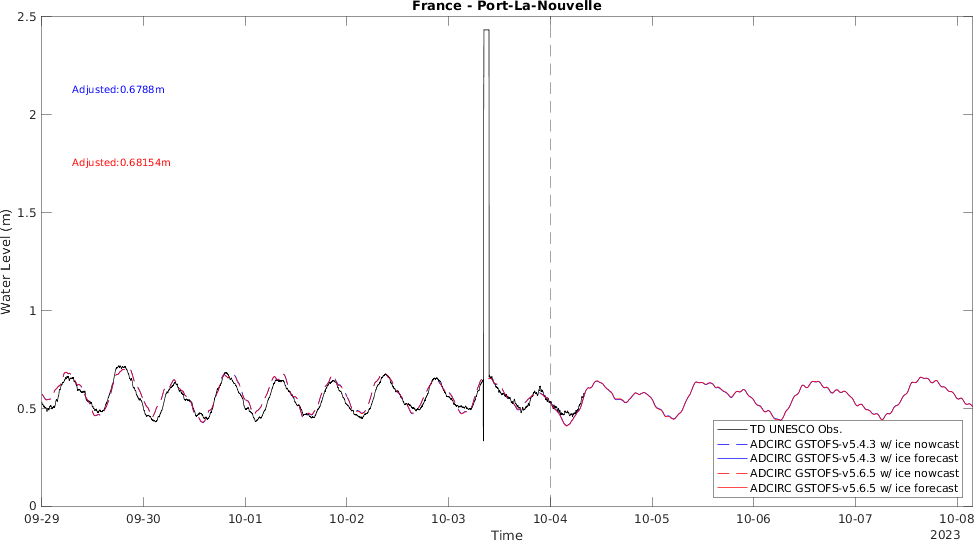 France - Port-La-Nouvelle
2.5
2
1.5
1
0.5
0
Water Level (m)
Adjusted:0.6788m
Adjusted:0.68154m
TD UNESCO Obs.
ADCIRC GSTOFS-v5.4.3 w/ ice nowcast
ADCIRC GSTOFS-v5.4.3 w/ ice forecast
ADCIRC GSTOFS-v5.6.5 w/ ice nowcast
ADCIRC GSTOFS-v5.6.5 w/ ice forecast
09-29 09-30 10-01 10-02 10-03 10-04 10-05 10-06 10-07 10-08
Time
2023